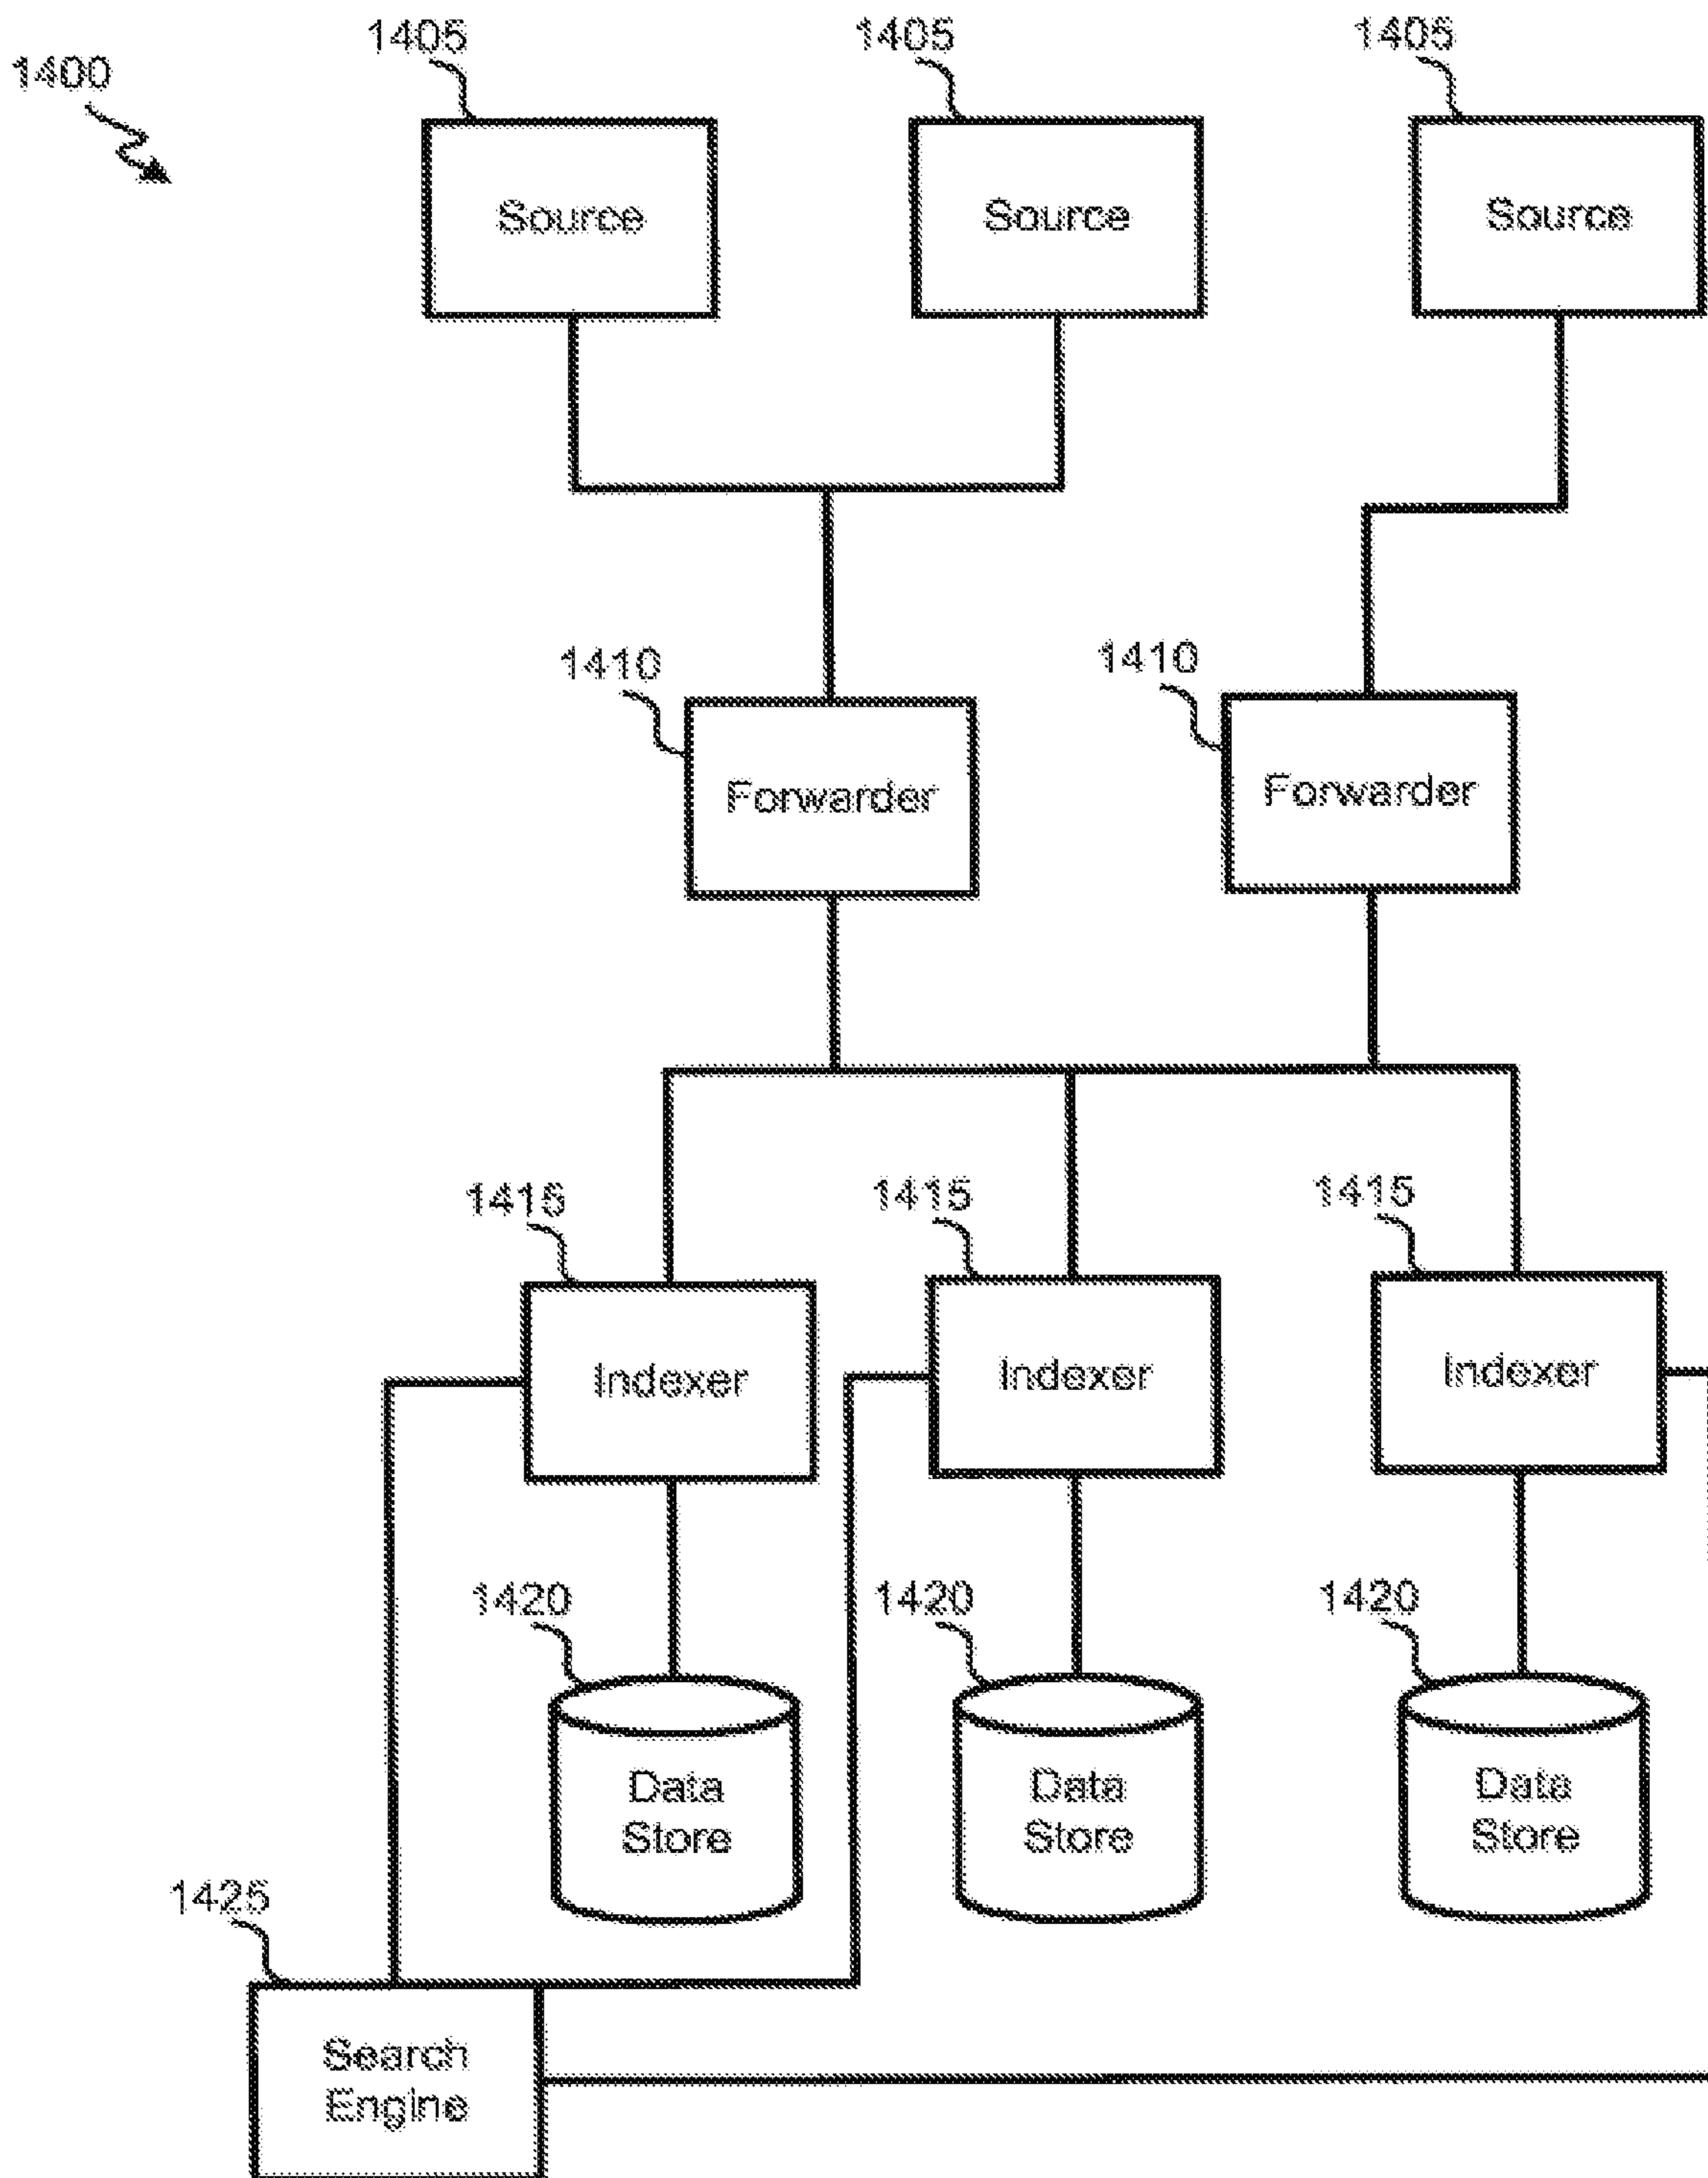 1400
1405
1405
1405
Source
Source
Source
1410
1410
Forwarder
Forwarder
1415
1415
1415
Indexer
Indexer
Indexer
1420
1420
1420
Data
Store
Data
Store
Data
Store
1425
Search
Engine